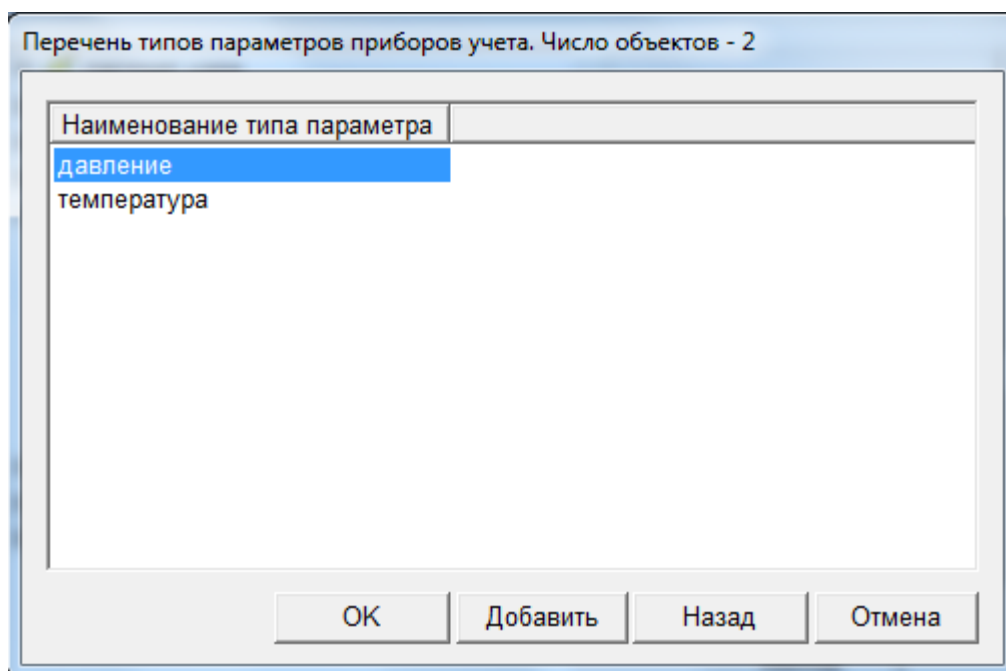 Перечень типов параметров приборов учета. Число объектов - 2
Наименование типа параметра
давление
температура
OK Добавить Назад Отмена